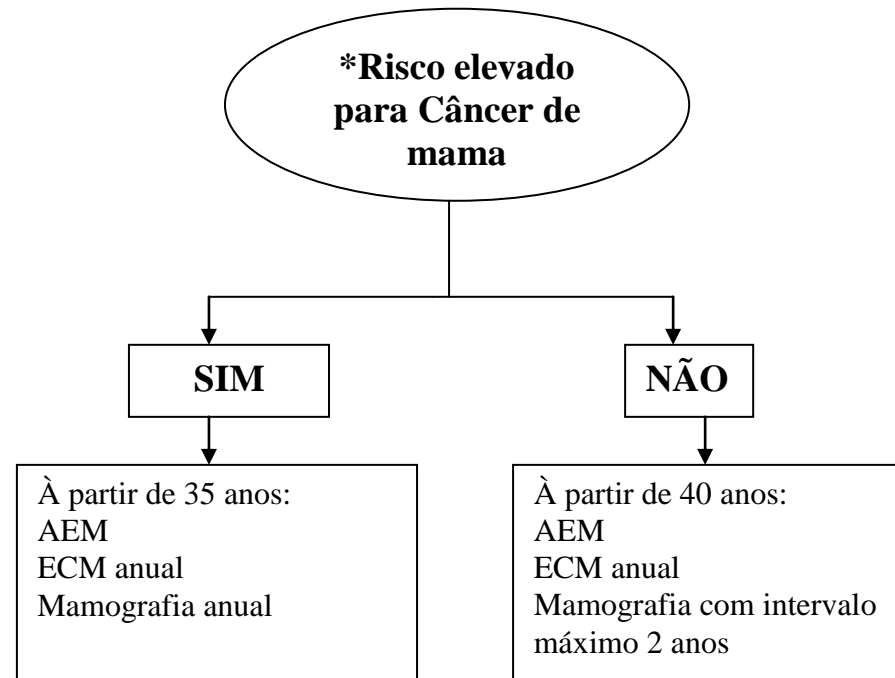 *Risco elevado
para Câncer de
mama
SIM
NÃO
À partir de 35 anos:
AEM
ECM anual
Mamografia anual
À partir de 40 anos:
AEM
ECM anual
Mamografia com intervalo
máximo 2 anos